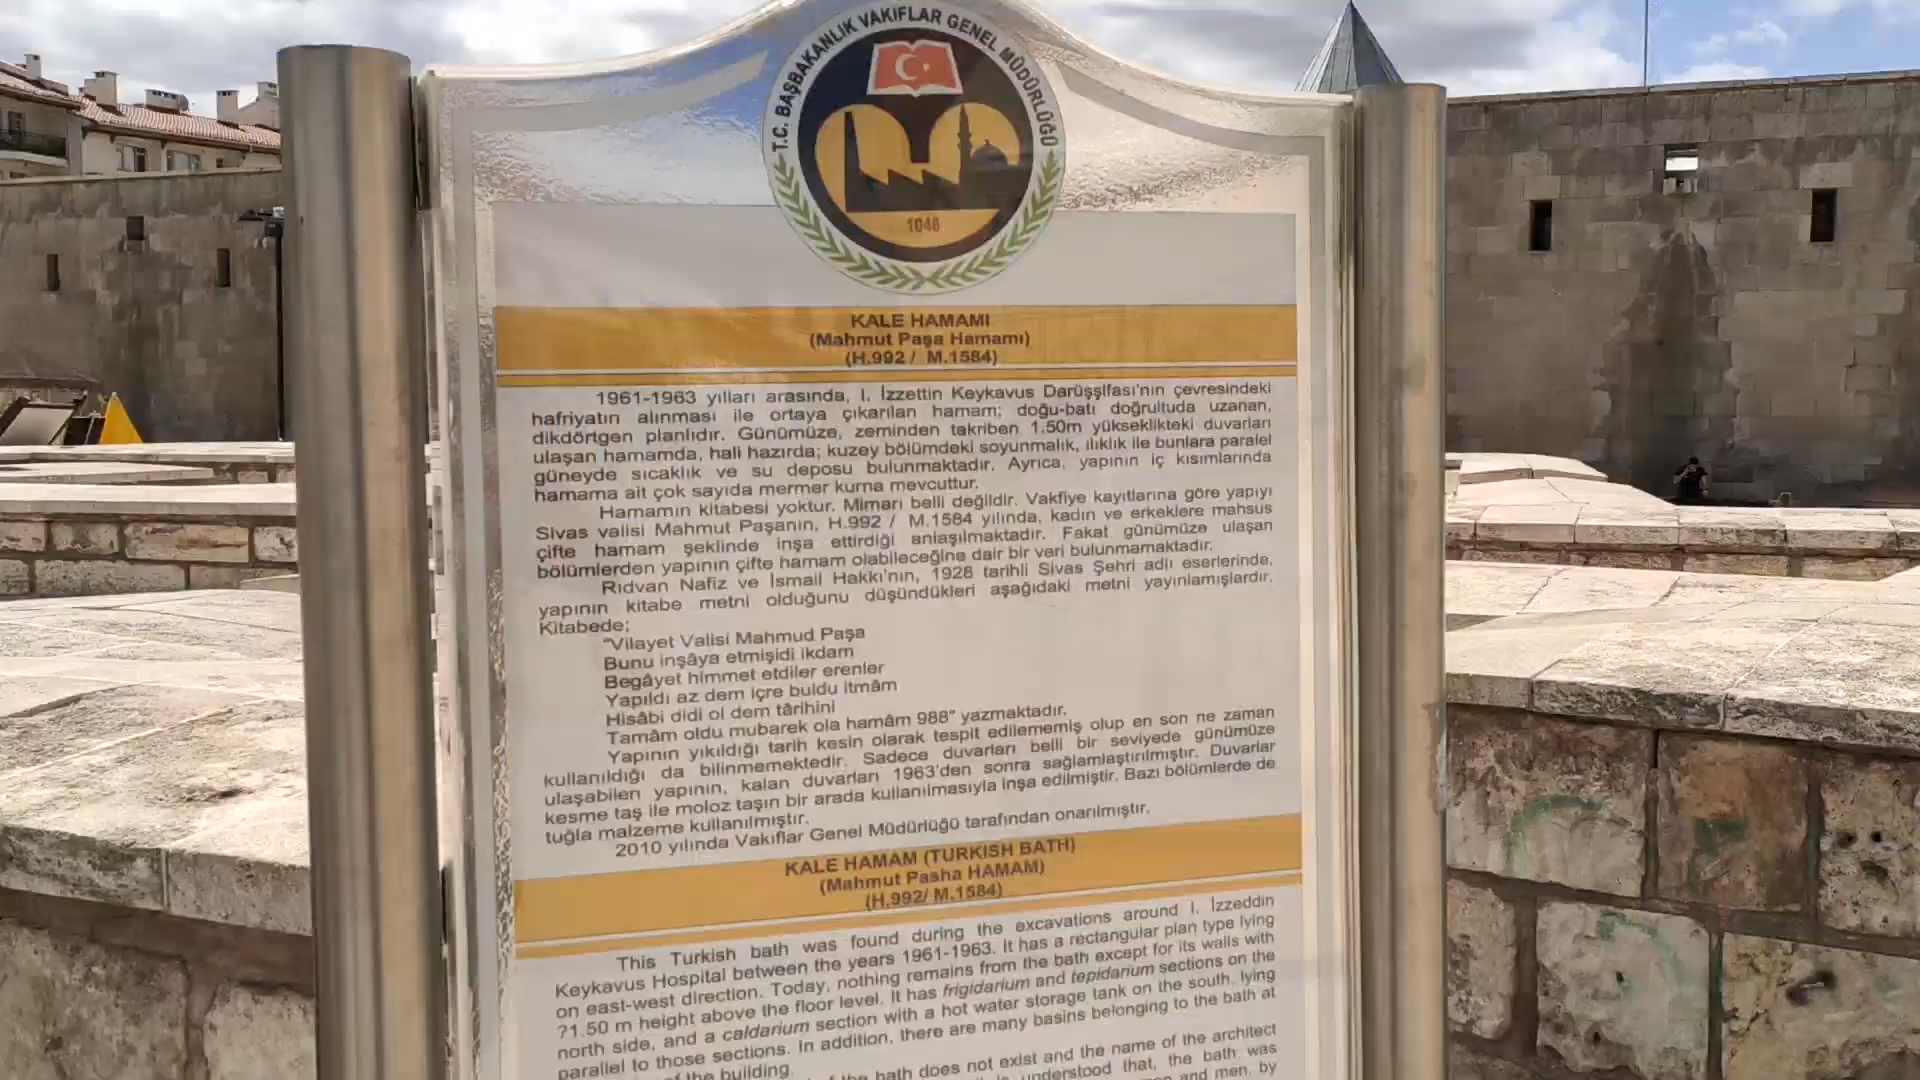 T.C. BAŞBAKANLIK VAKIFLAR GENEL MÜDÜRLÜĞÜ
1048
KALE HAMAMI
(Mahmut Paşa Hamamı)
(H.992 / M.1584)
1961-1963 yılları arasında, I. İzzettin Keykavus Darüşşifası'nın çevresindeki
hafriyatın alınması ile ortaya çıkarılan hamam; doğu-batı doğrultuda uzanan,
dikdörtgen planlıdır. Günümüze, zeminden takriben 1.50m yükseklikteki duvarları
ulaşan hamamda, hali hazırda; kuzey bölümdeki soyunmalık, ılıklık ile bunlara paralel
güneyde sıcaklık ve su deposu bulunmaktadır. Ayrıca, yapının iç kısımlarında
hamama ait çok sayıda mermer kurna mevcuttur.
Hamamın kitabesi yoktur. Mimarı belli değildir. Vakfiye kayıtlarına göre yapıyı
Sivas valisi Mahmut Paşanın, H.992 / M.1584 yılında, kadın ve erkeklere mahsus
çifte hamam şeklinde inşa ettirdiği anlaşılmaktadır. Fakat günümüze ulaşan
bölümlerden yapının çifte hamam olabileceğine dair bir veri bulunmamaktadır.
Rıdvan Nafiz ve İsmail Hakkı'nın, 1928 tarihli Sivas Şehri adlı eserlerinde,
yapının kitabe metni olduğunu düşündükleri aşağıdaki metni yayınlamışlardır.
Kitabede;
"Vilayet Valisi Mahmud Paşa
Bunu inşâya etmişidi ikdam
Begâyet himmet etdiler erenler
Yapıldı az dem içre buldu itmâm
Hisâbi didi ol dem târihini
Tamâm oldu mubarek ola hamâm 988" yazmaktadır.
Yapının yıkıldığı tarih kesin olarak tespit edilememiş olup en son ne zaman
kullanıldığı da bilinmemektedir. Sadece duvarları belli bir seviyede günümüze
ulaşabilen yapının, kalan duvarları 1963'den sonra sağlamlaştırılmıştır. Duvarlar
kesme taş ile moloz taşın bir arada kullanılmasıyla inşa edilmiştir. Bazı bölümlerde de
tuğla malzeme kullanılmıştır.
2010 yılında Vakıflar Genel Müdürlüğü tarafından onarılmıştır.
KALE HAMAM (TURKISH BATH)
(Mahmut Pasha HAMAM)
(H.992/ M.1584)
This Turkish bath was found during the excavations around I. İzzeddin
Keykavus Hospital between the years 1961-1963. It has a rectangular plan type lying
on east-west direction. Today, nothing remains from the bath except for its walls with
?1.50 m height above the floor level. It has frigidarium and tepidarium sections on the
north side, and a caldarium section with a hot water storage tank on the south, lying
parallel to those sections. In addition, there are many basins belonging to the bath at
of the building.
of the bath does not exist and the name of the architect
is understood that, the bath was
and men, by